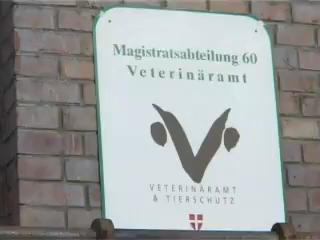 Magistratsabteilung 60
Veterinäramt
VETERINÄRAMT
& TIERSCHUTZ